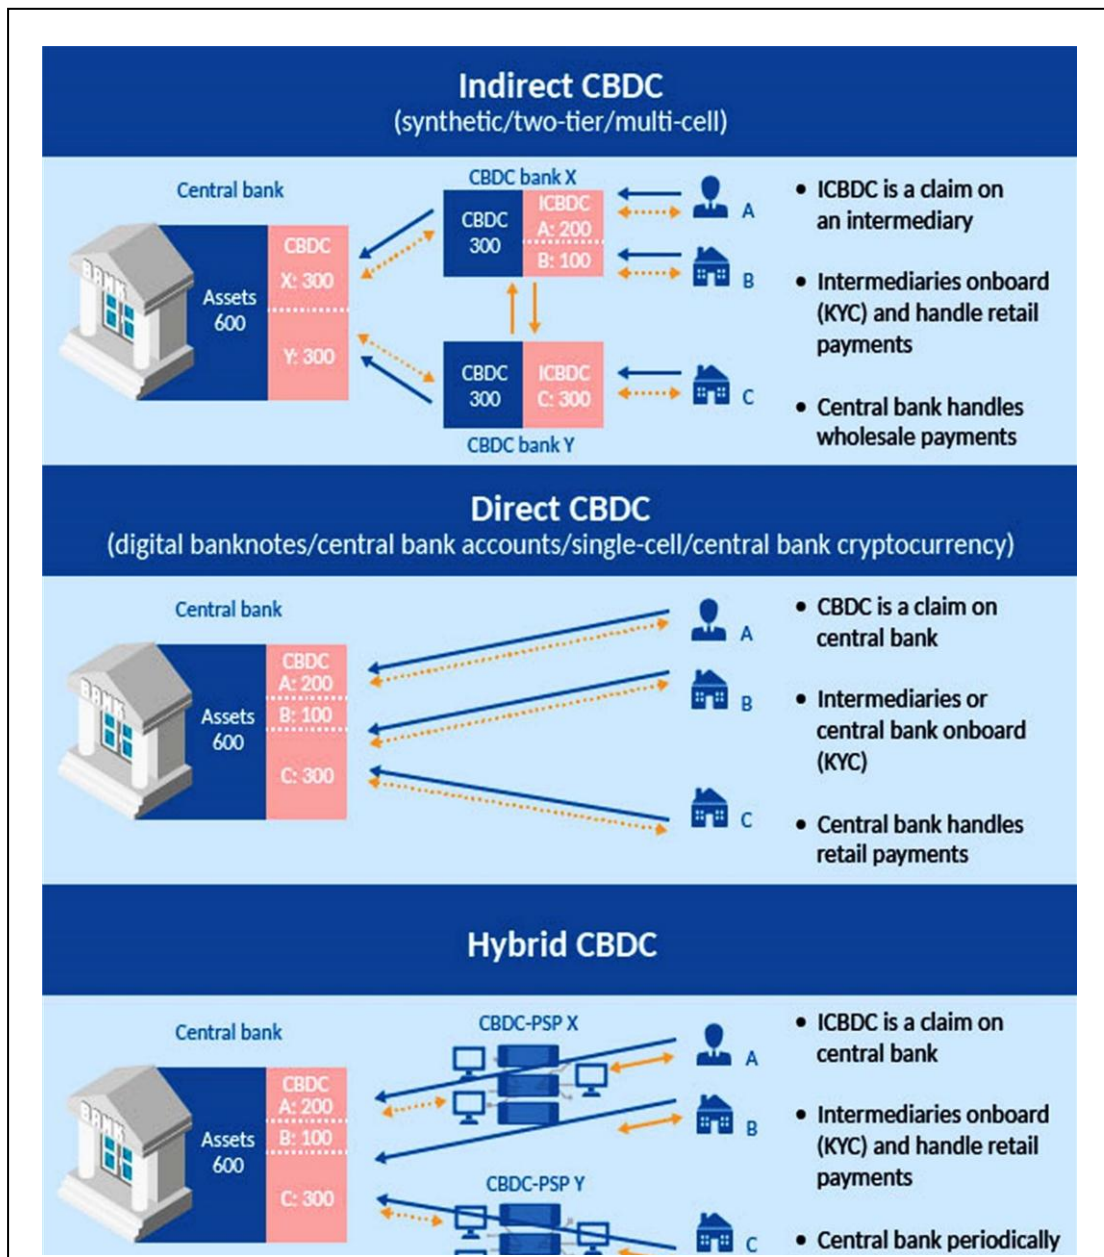 Indirect CBDC
(synthetic/two-tier/multi-cell)
Central bank
BANK
Assets
600
CBDC
X: 300
Y: 300
CBDC bank X
CBDC
300
ICBDC
A: 200
B: 100
CBDC
300
ICBDC
C: 300
CBDC bank Y
A
B
C
• ICBDC is a claim on
an intermediary
• Intermediaries onboard
(KYC) and handle retail
payments
• Central bank handles
wholesale payments
Direct CBDC
(digital banknotes/central bank accounts/single-cell/central bank cryptocurrency)
Central bank
BANK
Assets
600
CBDC
A: 200
B: 100
C: 300
A
B
C
• CBDC is a claim on
central bank
• Intermediaries or
central bank onboard
(KYC)
• Central bank handles
retail payments
Hybrid CBDC
Central bank
BANK
Assets
600
CBDC
A: 200
B: 100
C: 300
CBDC-PSP X
CBDC-PSP Y
A
B
C
• ICBDC is a claim on
central bank
• Intermediaries onboard
(KYC) and handle retail
payments
• Central bank periodically